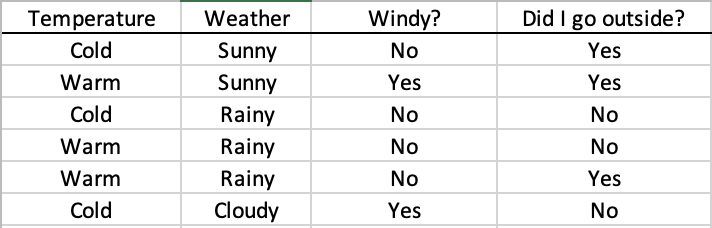 Temperature Weather Windy? Did I go outside?
Cold Sunny No Yes
Warm Sunny Yes Yes
Cold Rainy No No
Warm Rainy No No
Warm Rainy No Yes
Cold Cloudy Yes No